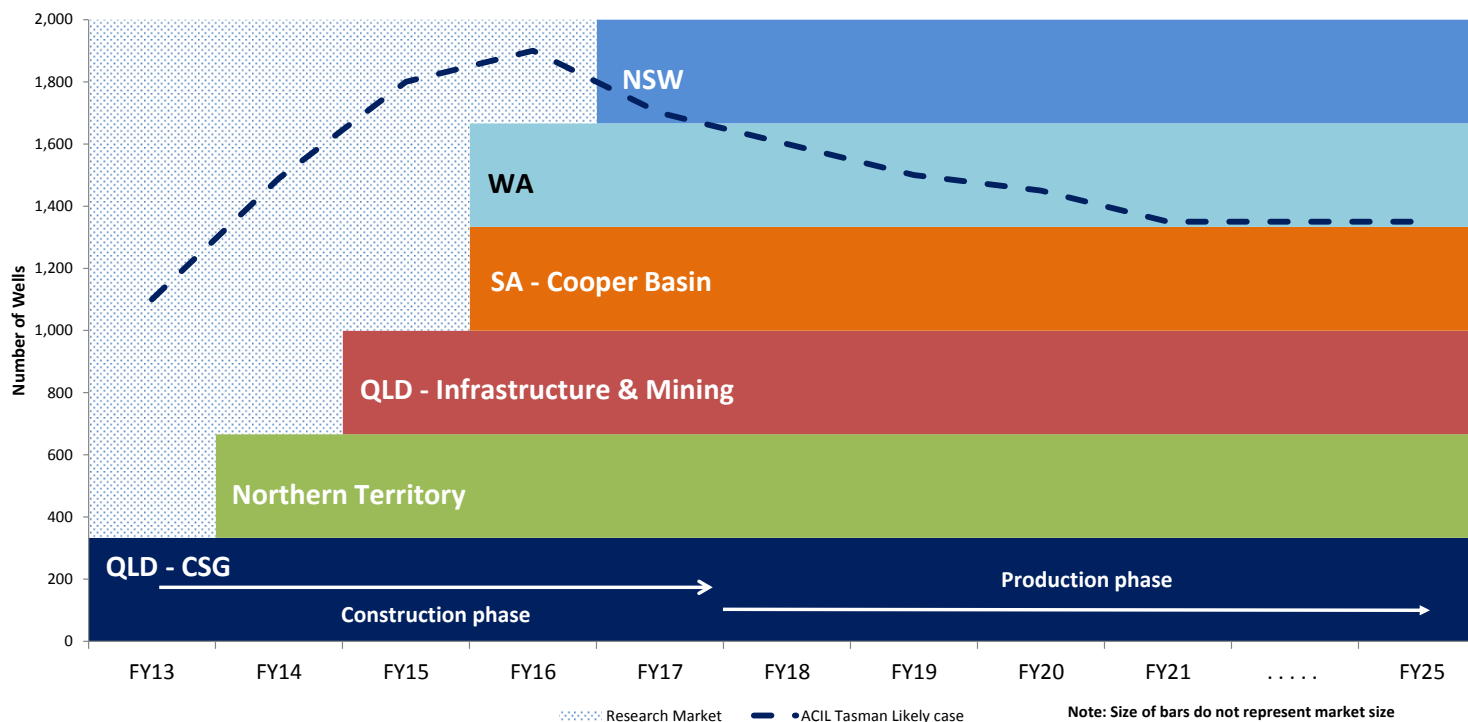 2,000
1,800
1,600
1,400
1,200
1,000
800
600
400
200
0
Number of Wells
NSW
WA
SA - Cooper Basin
QLD - Infrastructure & Mining
Northern Territory
QLD - CSG
Construction phase
Production phase
FY13 FY14 FY15 FY16 FY17 FY18 FY19 FY20 FY21 . . . . . FY25
Research Market ACIL Tasman Likely case
Note: Size of bars do not represent market size